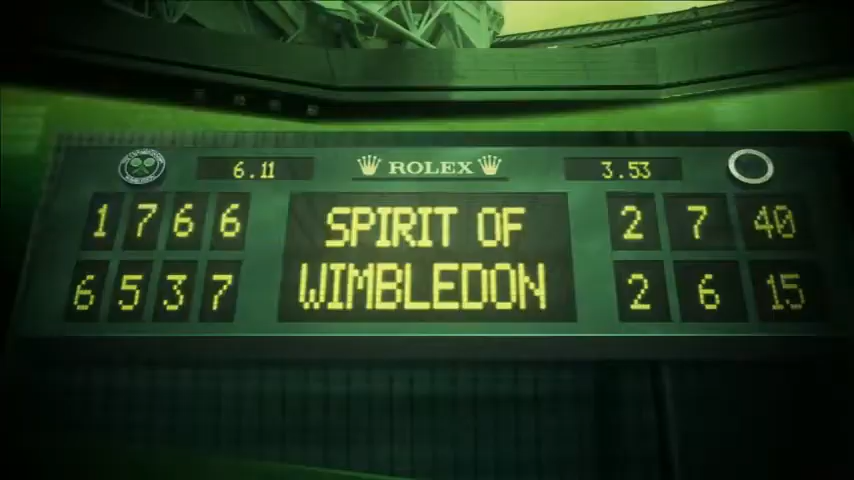 6.11 ROLEX 3.53
1 7 6 6 SPIRIT OF 2 7 40
6 5 3 7 WIMBLEDON 2 6 15